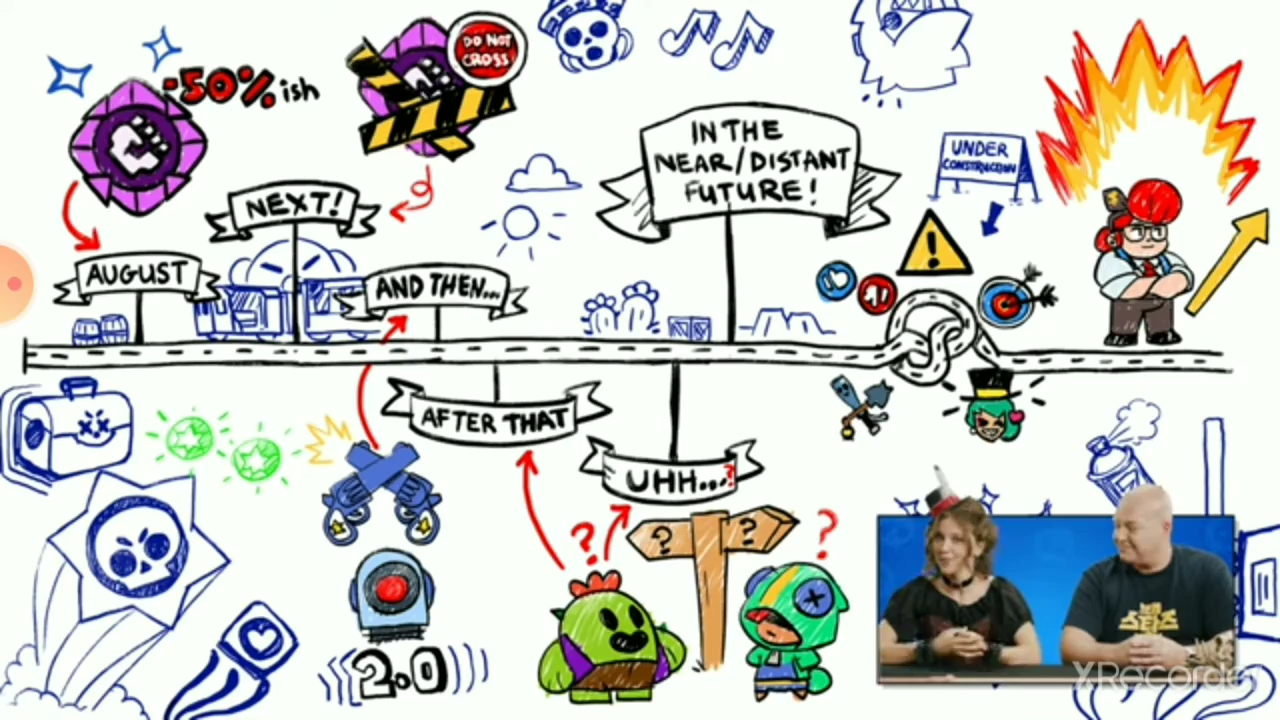 -50% ish
DO NOT
CROSS
IN THE
NEAR/DISTANT
FUTURE!
UNDER
CONSTRUCTION
NEXT!
AUGUST
AND THEN...
AFTER THAT
UHH...?
? ? ? ?
2.0
XRecorder